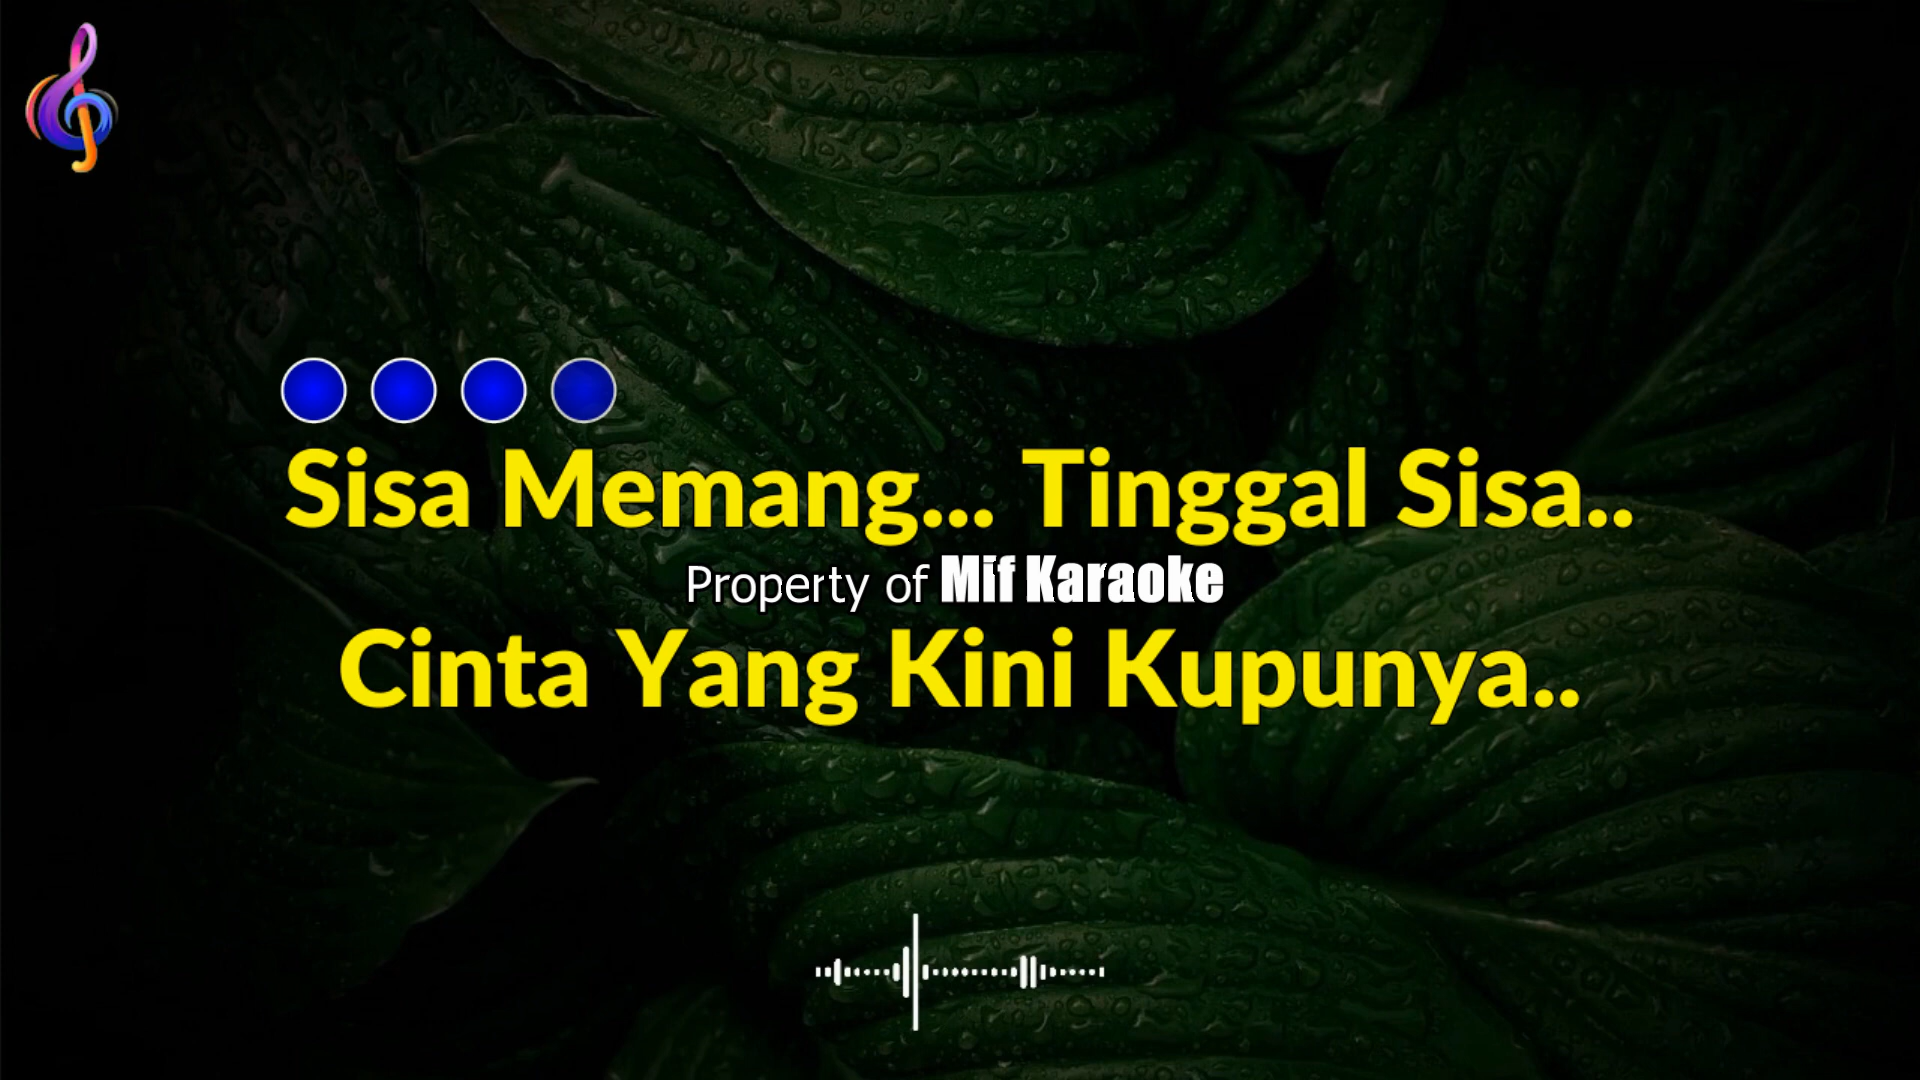 Sisa Memang... Tinggal Sisa..
Property of Mif Karaoke
Cinta Yang Kini Kupunya..